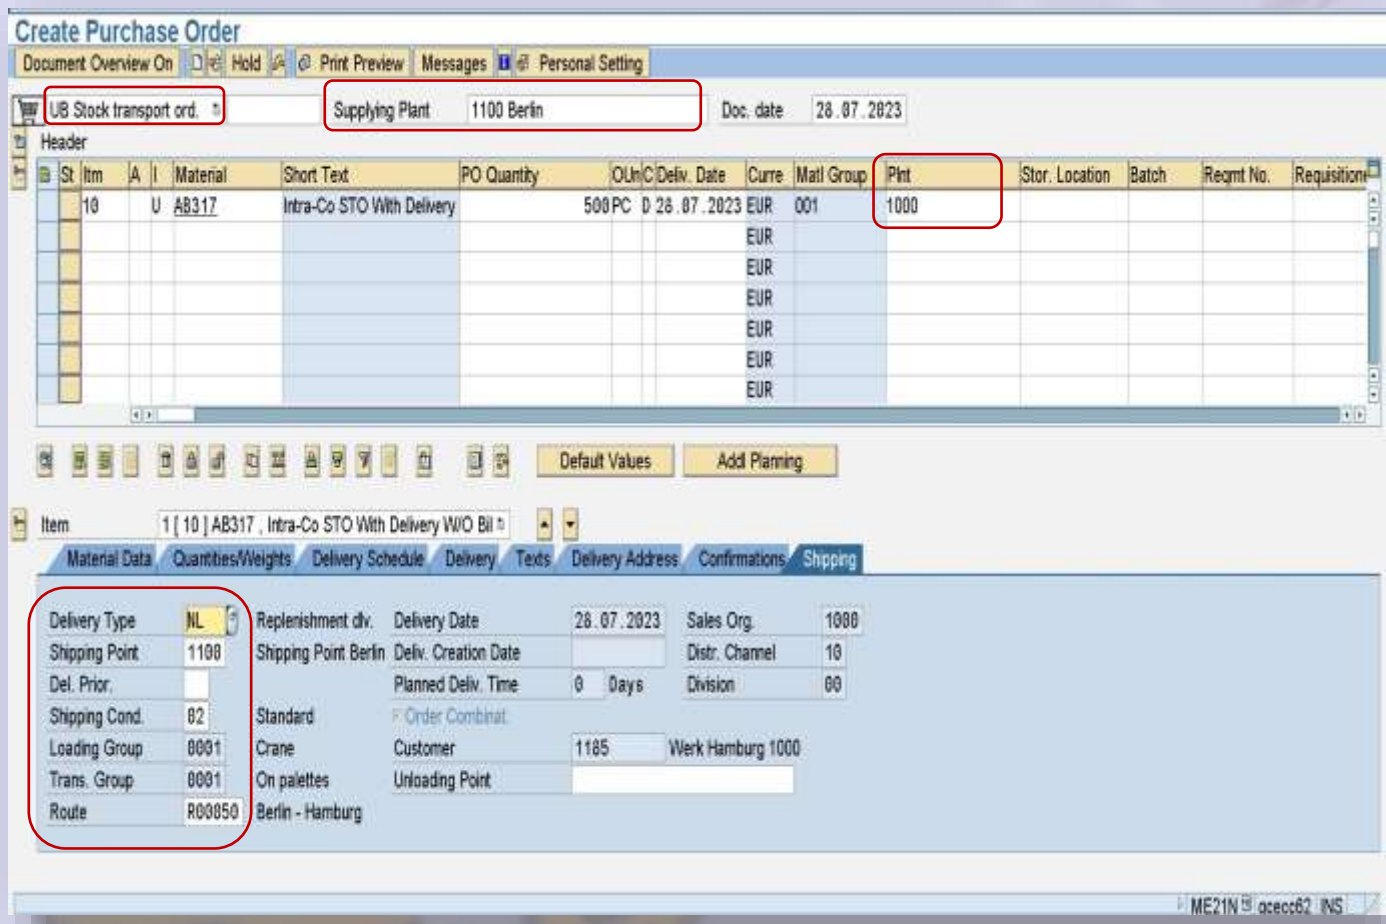 Create Purchase Order
Document Overview On Hold Print Preview Messages Personal Setting
UB Stock transport ord. Supplying Plant 1100 Berlin Doc. date 28.07.2023
Header
St Itm A I Material Short Text PO Quantity OUn C Deliv. Date Curre Matl Group Plnt Stor. Location Batch Reqmt No. Requisitione
10 U AB317 Intra-Co STO With Delivery 500 PC D 28.07.2023 EUR 001 1000
EUR
EUR
EUR
EUR
EUR
EUR
Default Values Addl Planning
Item 1 [ 10 ] AB317 , Intra-Co STO With Delivery W/O Bil
Material Data Quantities/Weights Delivery Schedule Delivery Texts Delivery Address Confirmations Shipping
Delivery Type NL Replenishment dlv. Delivery Date 28.07.2023 Sales Org. 1000
Shipping Point 1100 Shipping Point Berlin Deliv. Creation Date Distr. Channel 10
Del. Prior. Planned Deliv. Time 0 Days Division 00
Shipping Cond. 02 Standard Order Combinat.
Loading Group 0001 Crane Customer 1185 Werk Hamburg 1000
Trans. Group 0001 On palettes Unloading Point
Route R00050 Berlin - Hamburg
ME21N INS